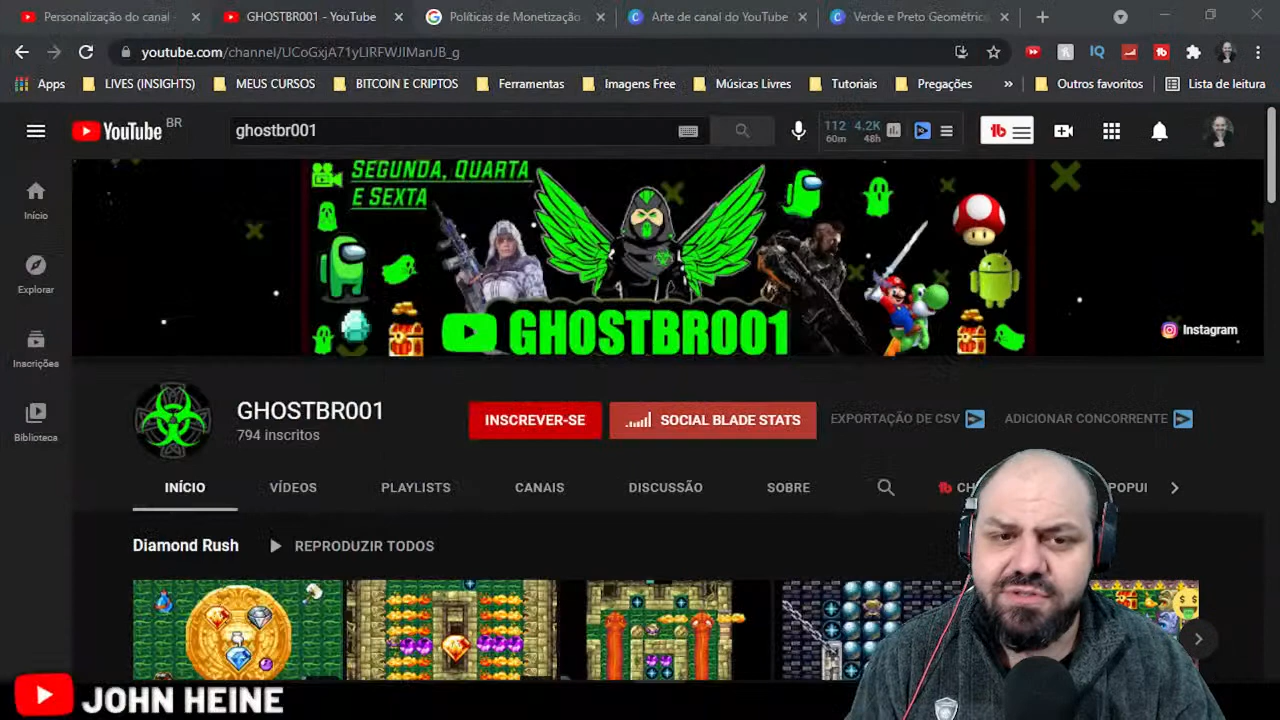 Personalização do canal
GHOSTBR001 - YouTube
Políticas de Monetização
Arte de canal do YouTube
Verde e Preto Geométric
youtube.com/channel/UCoGxjA71yLlRFWJIManJB_g
Apps
LIVES (INSIGHTS)
MEUS CURSOS
BITCOIN E CRIPTOS
Ferramentas
Imagens Free
Músicas Livres
Tutoriais
Pregações
»
Outros favoritos
Lista de leitura
YouTube BR
ghostbr001
112
60m
4.2K
48h
Início
Explorar
Inscrições
Biblioteca
SEGUNDA, QUARTA
E SEXTA
GHOSTBR001
Instagram
GHOSTBR001
794 inscritos
INSCREVER-SE
SOCIAL BLADE STATS
EXPORTAÇÃO DE CSV
ADICIONAR CONCORRENTE
INÍCIO
VÍDEOS
PLAYLISTS
CANAIS
DISCUSSÃO
SOBRE
CH
POPUI
Diamond Rush
REPRODUZIR TODOS
JOHN HEINE